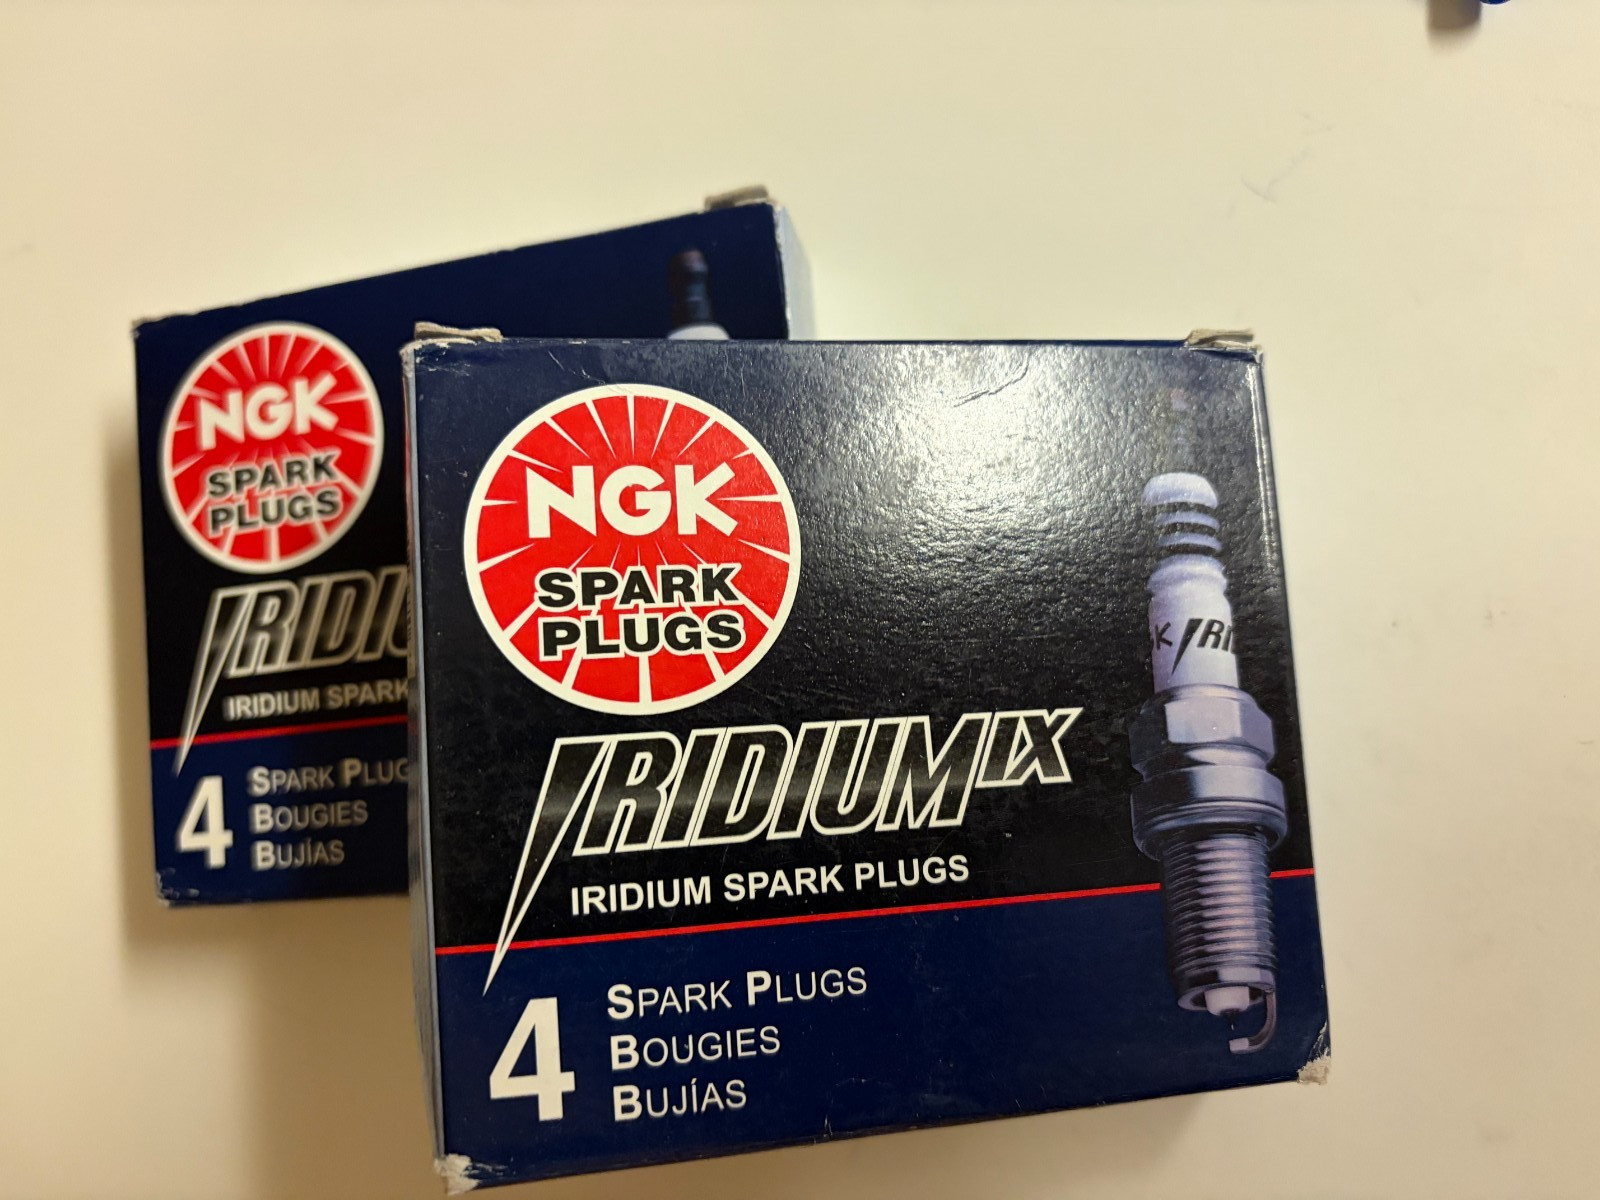 NGK
SPARK
PLUGS
IRIDIUM SPARK
4
SPARK PLUG
BOUGIES
BUJÍAS
NGK
SPARK
PLUGS
IRIDIUM IX
IRIDIUM SPARK PLUGS
4
SPARK PLUGS
BOUGIES
BUJÍAS